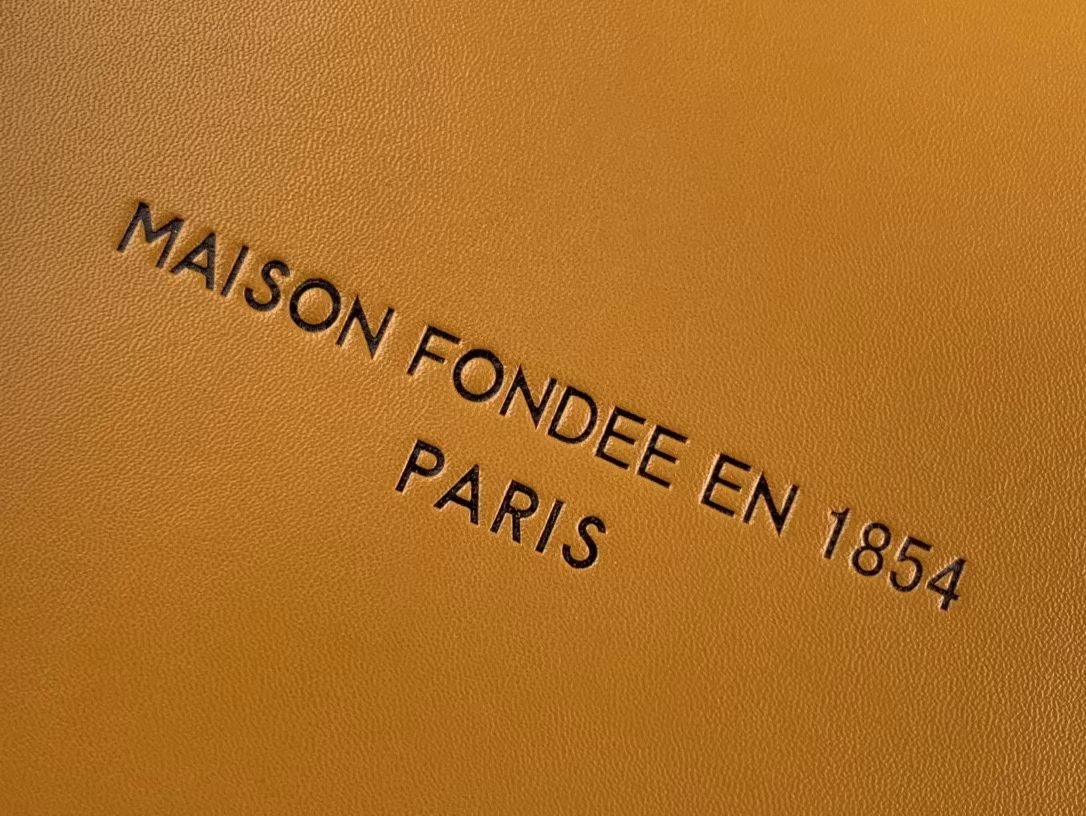 MAISON FONDEE EN 1854
PARIS